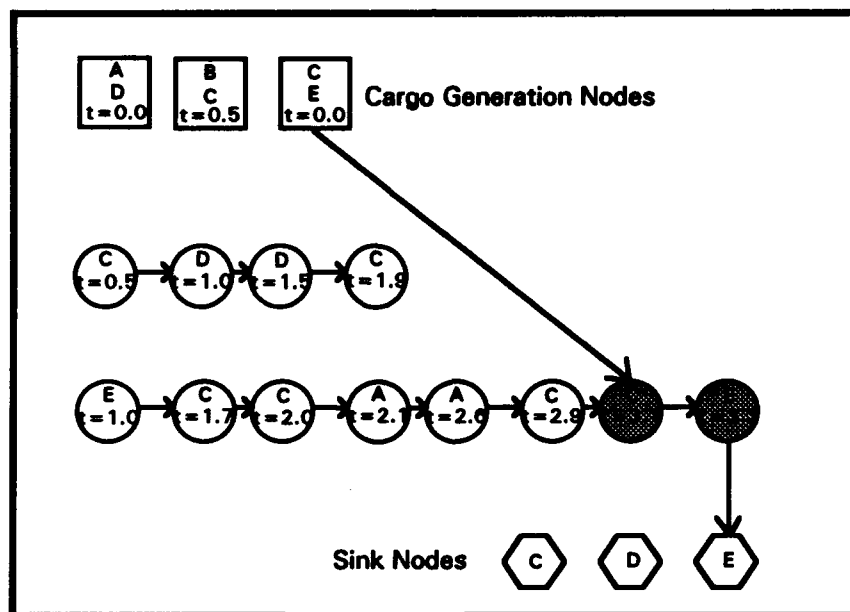 A
D
t=0.0
B
C
t=0.5
C
E
t=0.0
Cargo Generation Nodes
C
t=0.5
D
t=1.0
D
t=1.5
C
t=1.9
E
t=1.0
C
t=1.7
C
t=2.0
A
t=2.1
A
t=2.6
C
t=2.9
Sink Nodes
C
D
E